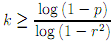 k ≥ log (1 − p) / log (1 − r²)